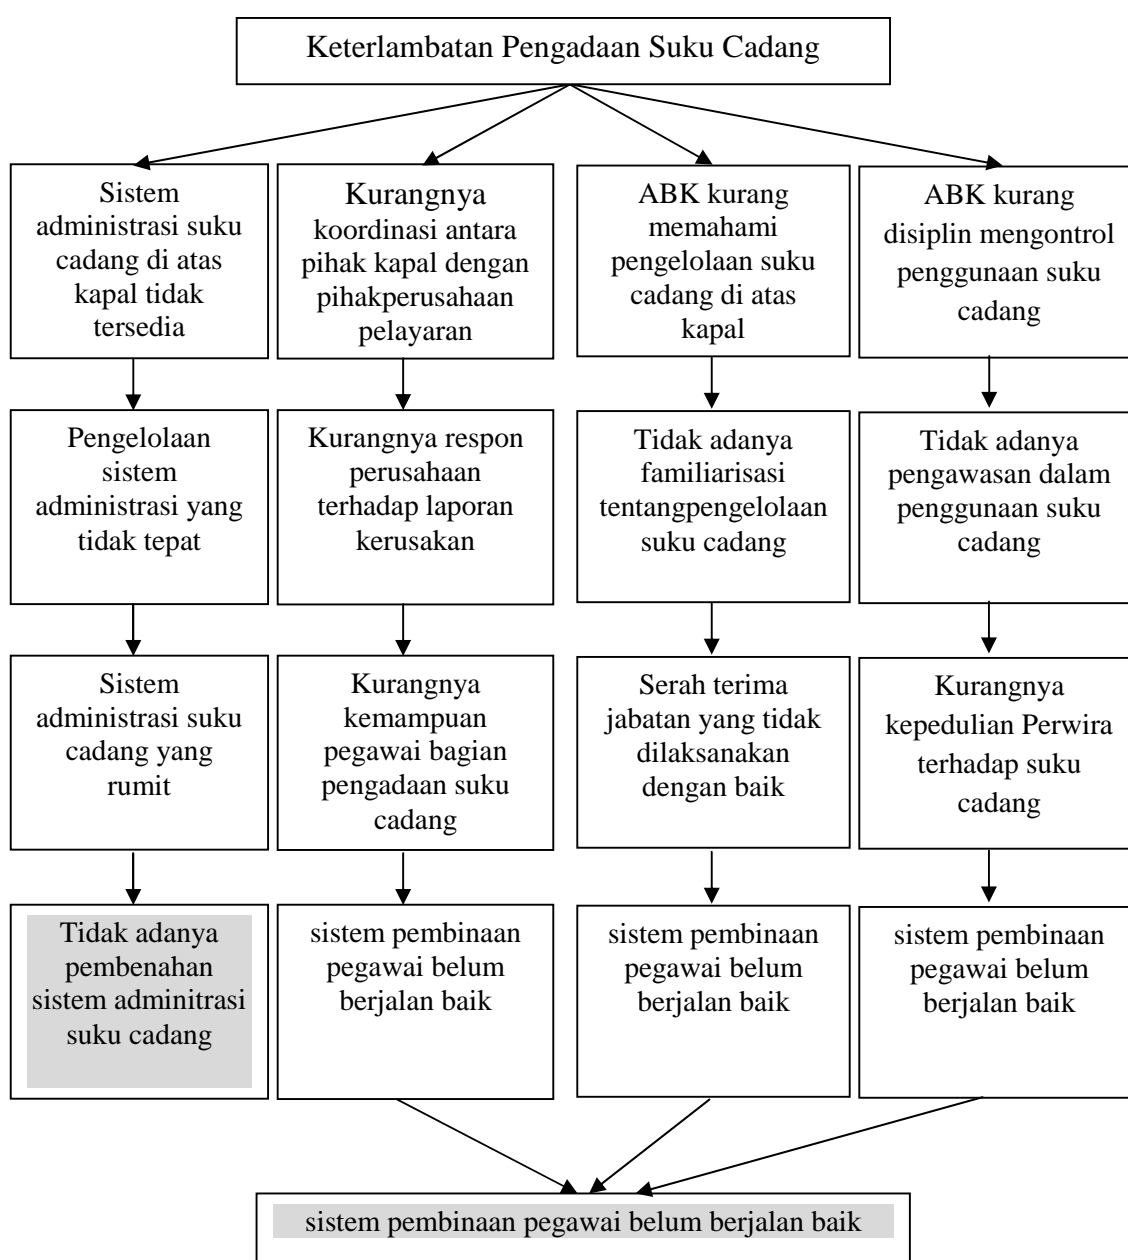 Keterlambatan Pengadaan Suku Cadang
Sistem
administrasi suku
cadang di atas
kapal tidak
tersedia
Kurangnya
koordinasi antara
pihak kapal dengan
pihakperusahaan
pelayaran
ABK kurang
memahami
pengelolaan suku
cadang di atas
kapal
ABK kurang
disiplin mengontrol
penggunaan suku
cadang
Pengelolaan
sistem
administrasi yang
tidak tepat
Kurangnya respon
perusahaan
terhadap laporan
kerusakan
Tidak adanya
familiarisasi
tentangpengelolaan
suku cadang
Tidak adanya
pengawasan dalam
penggunaan suku
cadang
Sistem
administrasi suku
cadang yang
rumit
Kurangnya
kemampuan
pegawai bagian
pengadaan suku
cadang
Serah terima
jabatan yang tidak
dilaksanakan
dengan baik
Kurangnya
kepedulian Perwira
terhadap suku
cadang
Tidak adanya
pembenahan
sistem adminitrasi
suku cadang
sistem pembinaan
pegawai belum
berjalan baik
sistem pembinaan
pegawai belum
berjalan baik
sistem pembinaan
pegawai belum
berjalan baik
sistem pembinaan pegawai belum berjalan baik